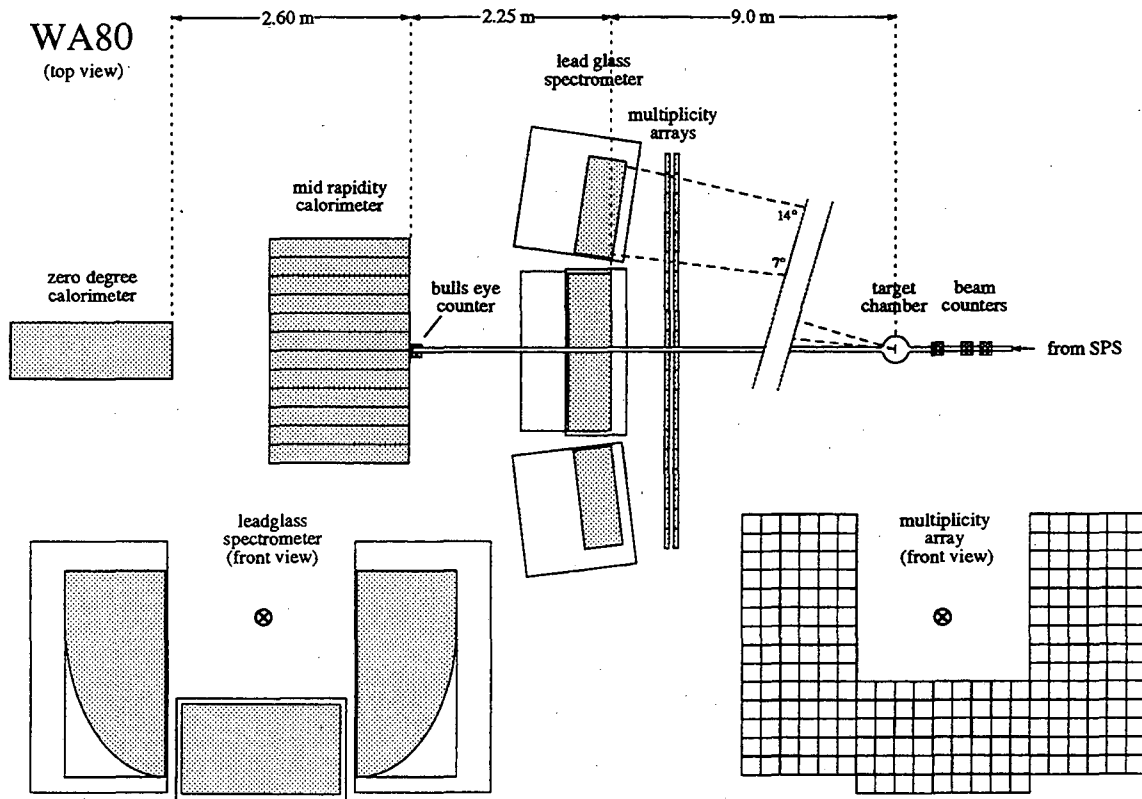 2.60 m
2.25 m
9.0 m
WA80
(top view)
lead glass
spectrometer
multiplicity
arrays
mid rapidity
calorimeter
14°
7°
zero degree
calorimeter
bulls eye
counter
target
chamber
beam
counters
from SPS
leadglass
spectrometer
(front view)
multiplicity
array
(front view)